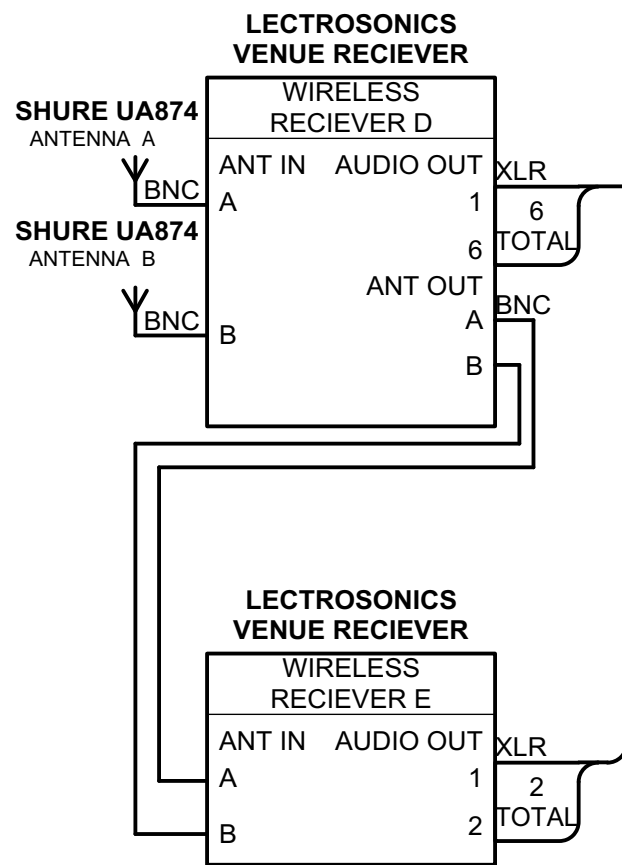 LECTROSONICS
VENUE RECIEVER
WIRELESS
RECIEVER D
SHURE UA874
ANTENNA A
BNC
ANT IN AUDIO OUT
A
1
XLR
6
TOTAL
6
SHURE UA874
ANTENNA B
BNC
B
ANT OUT
A
BNC
B
LECTROSONICS
VENUE RECIEVER
WIRELESS
RECIEVER E
ANT IN AUDIO OUT
A
1
XLR
2
TOTAL
B
2